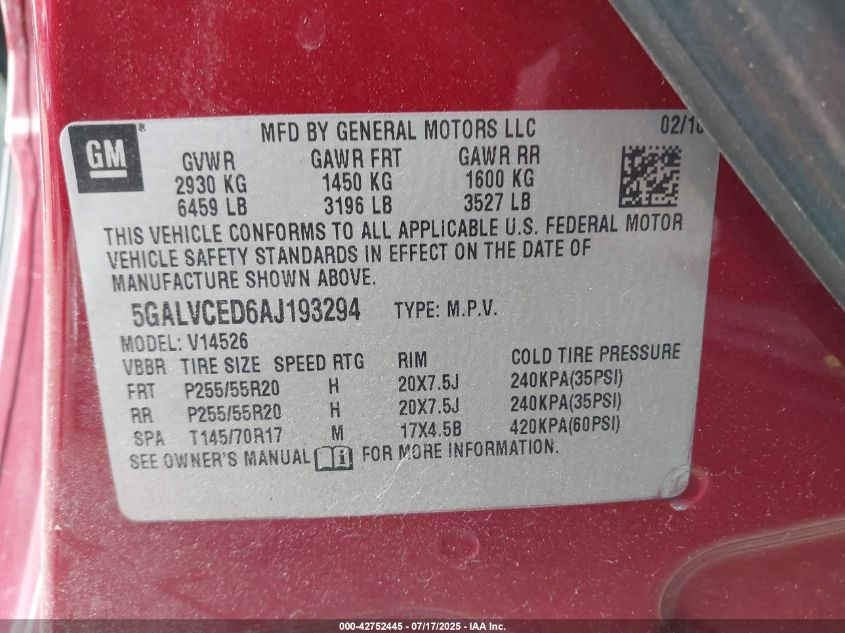 GM
MFD BY GENERAL MOTORS LLC 02/10
GVWR GAWR FRT GAWR RR
2930 KG 1450 KG 1600 KG
6459 LB 3196 LB 3527 LB
THIS VEHICLE CONFORMS TO ALL APPLICABLE U.S. FEDERAL MOTOR
VEHICLE SAFETY STANDARDS IN EFFECT ON THE DATE OF
MANUFACTURE SHOWN ABOVE.
5GALVCED6AJ193294 TYPE: M.P.V.
MODEL: V14526
VBBR TIRE SIZE SPEED RTG RIM COLD TIRE PRESSURE
FRT P255/55R20 H 20X7.5J 240KPA(35PSI)
RR P255/55R20 H 20X7.5J 240KPA(35PSI)
SPA T145/70R17 M 17X4.5B 420KPA(60PSI)
SEE OWNER'S MANUAL FOR MORE INFORMATION.
000-42752445 - 07/17/2025 - IAA Inc.